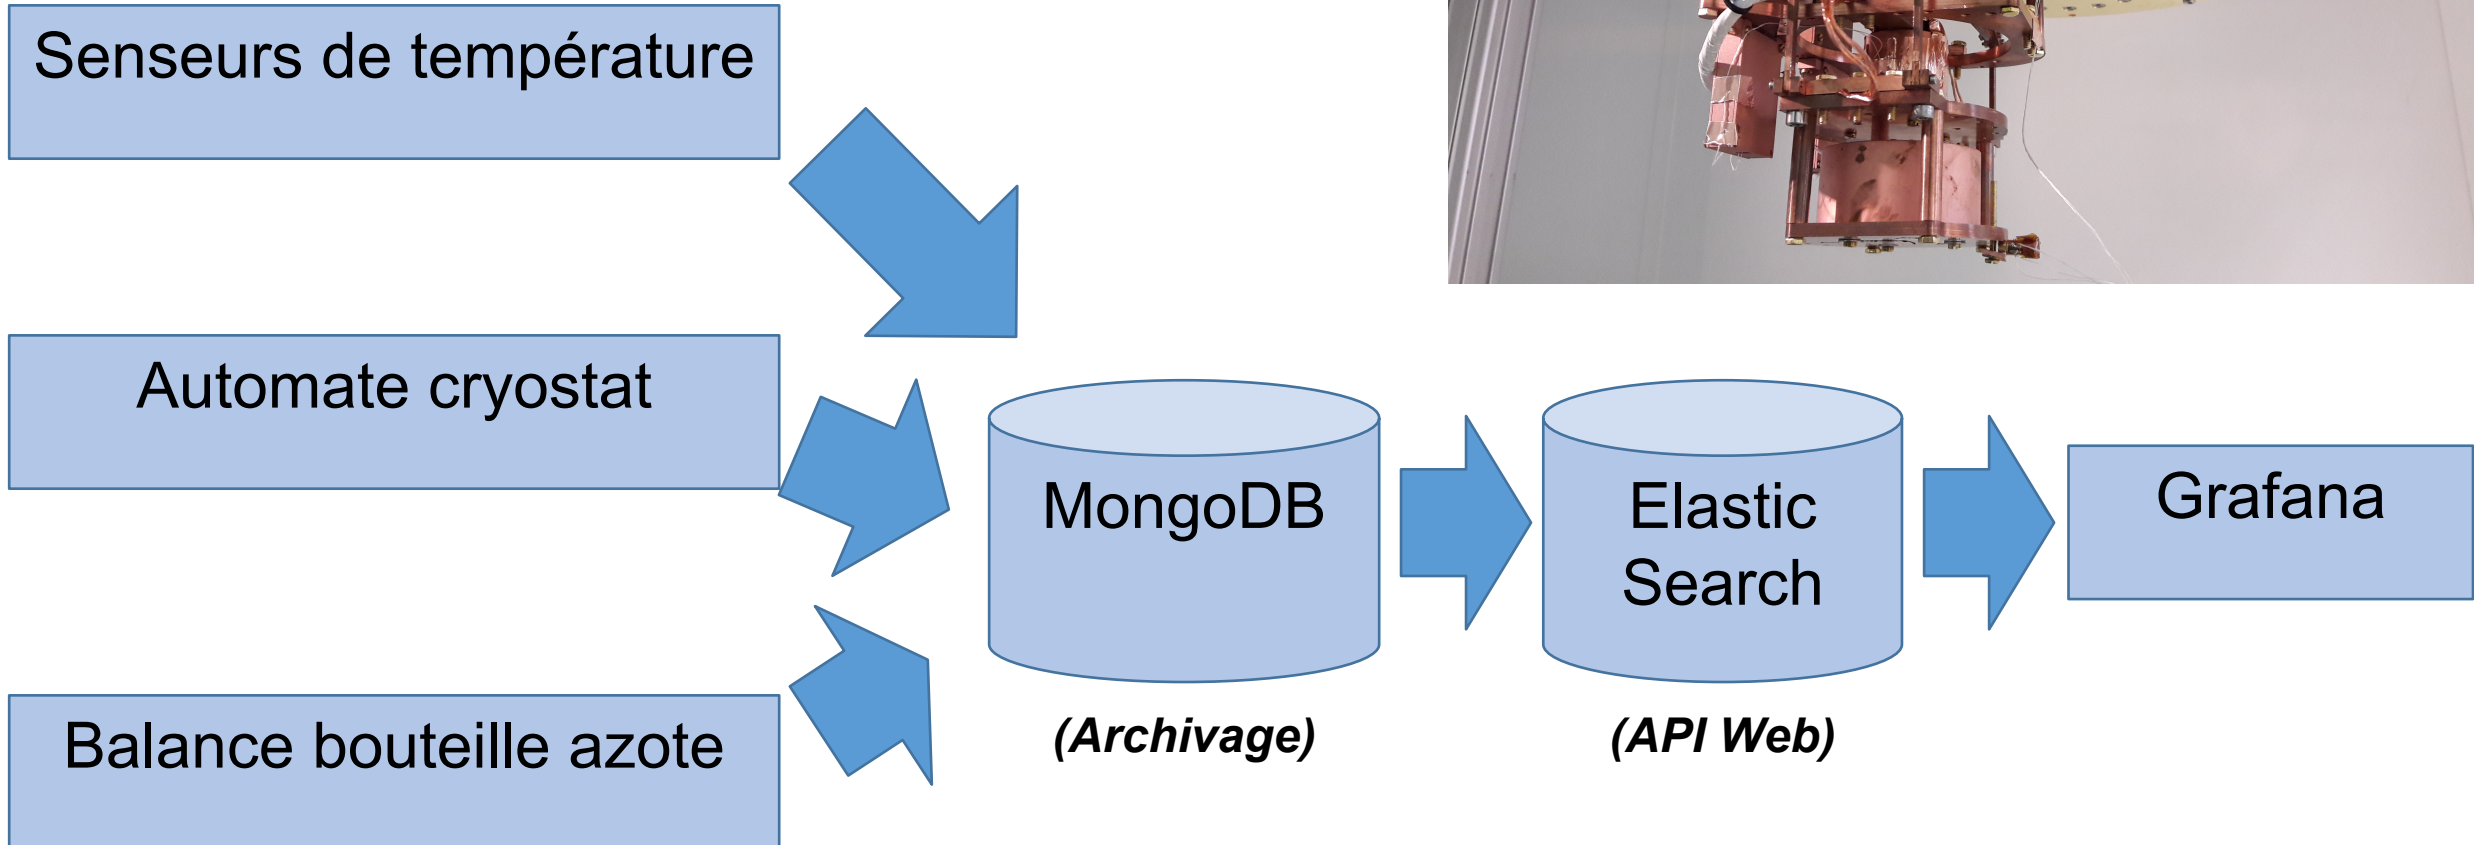 Senseurs de température
Automate cryostat
Balance bouteille azote
MongoDB
(Archivage)
Elastic
Search
(API Web)
Grafana